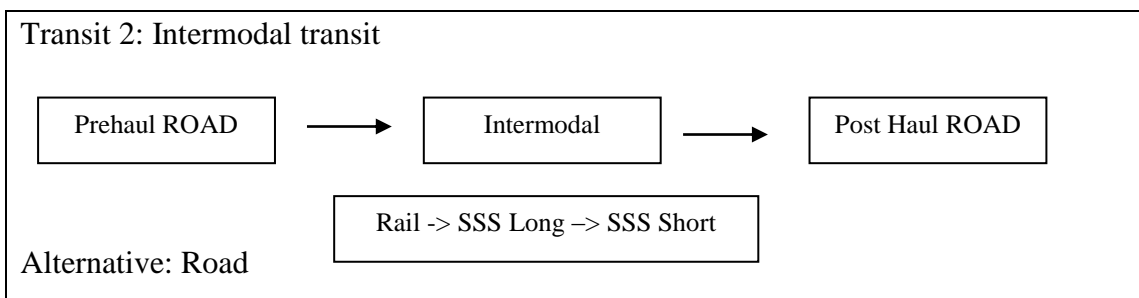 Transit 2: Intermodal transit
Prehaul ROAD
Intermodal
Post Haul ROAD
Rail -> SSS Long –> SSS Short
Alternative: Road